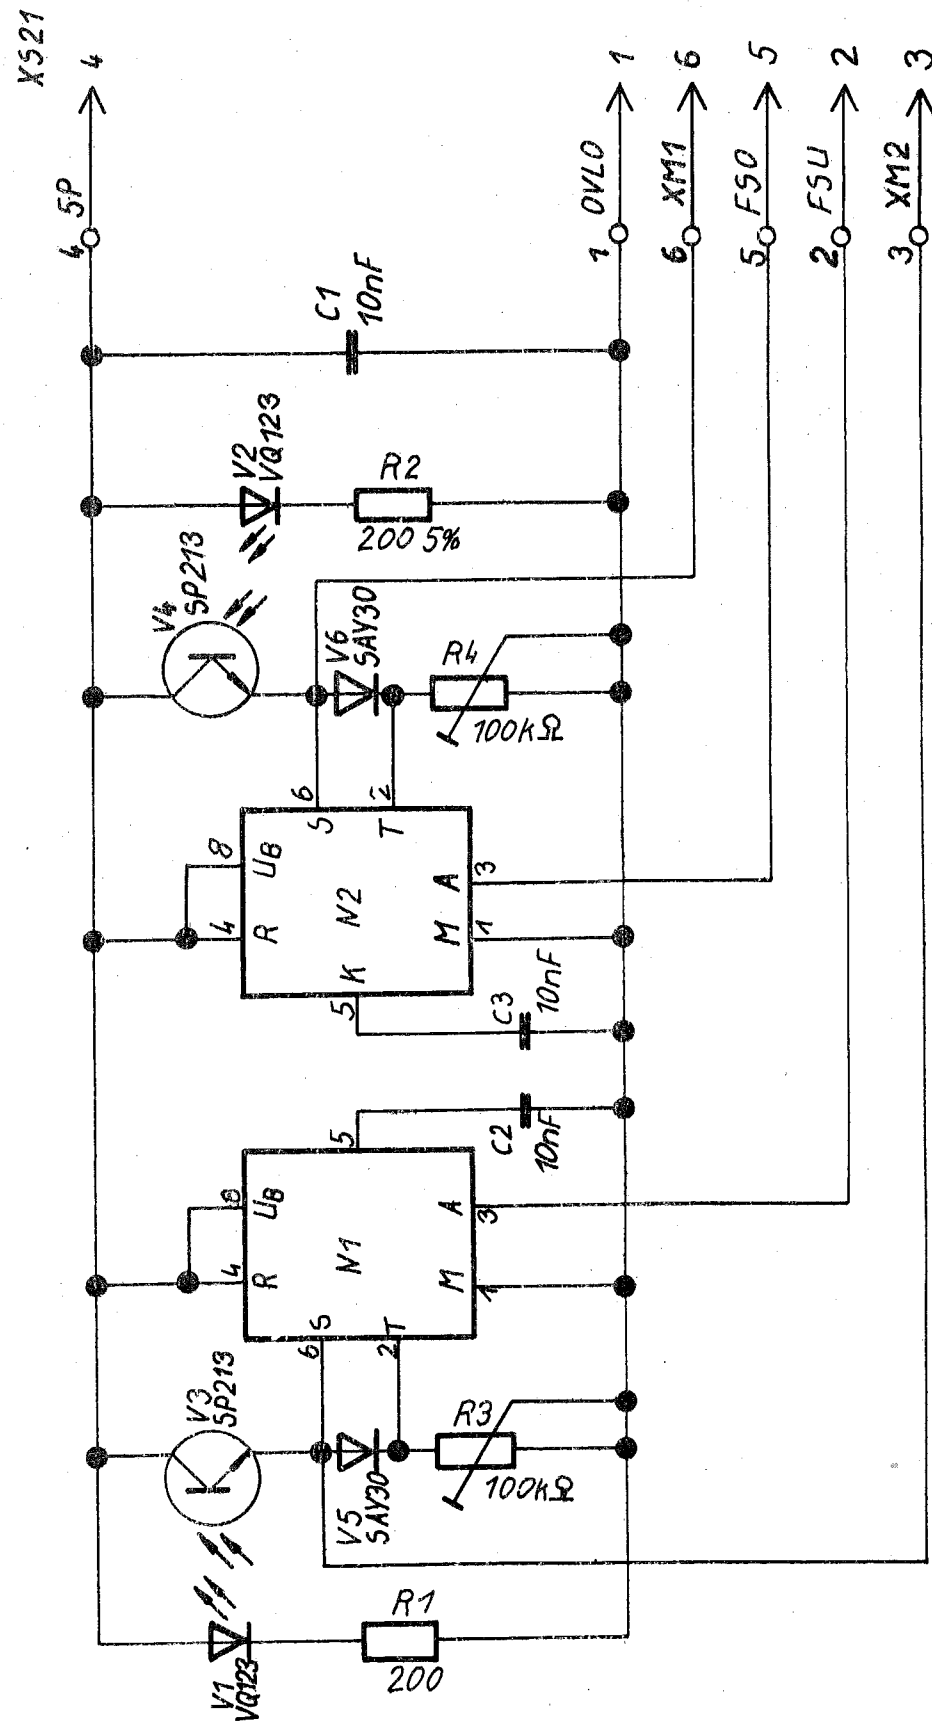 XS21
4
5P
4
1
0VL0
1
6
XM1
6
5
FS0
5
2
FSU
2
3
XM2
3
C1
10nF
V2
VQ123
R2
200 5%
V4
SP213
V6
SAY30
R4
100kΩ
6
S
2
T
8
UB
4
R
N2
K
5
A
3
M
1
C3
10nF
C2
10nF
5
8
UB
4
R
N1
A
3
M
1
6
S
2
T
V3
SP213
V5
SAY30
R3
100kΩ
V1
VQ123
R1
200